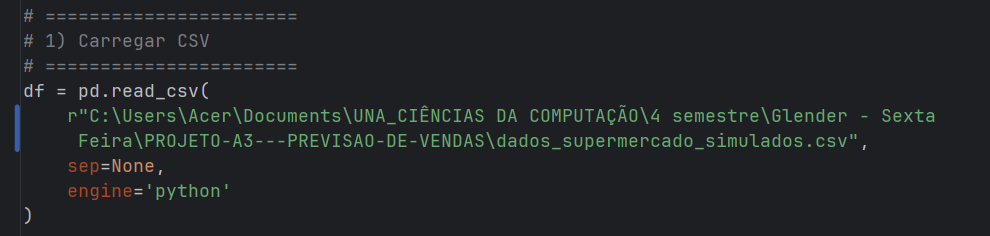 # =======================
# 1) Carregar CSV
# =======================
df = pd.read_csv(
r"C:\Users\Acer\Documents\UNA_CIÊNCIAS DA COMPUTAÇÃO\4 semestre\Glender - Sexta
Feira\PROJETO-A3---PREVISAO-DE-VENDAS\dados_supermercado_simulados.csv",
sep=None,
engine='python'
)